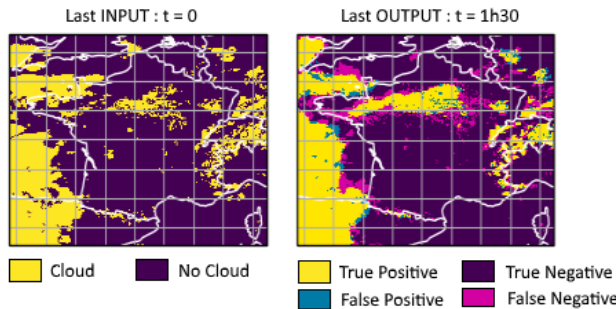 Last INPUT : t = 0
Last OUTPUT : t = 1h30
Cloud
No Cloud
True Positive
True Negative
False Positive
False Negative